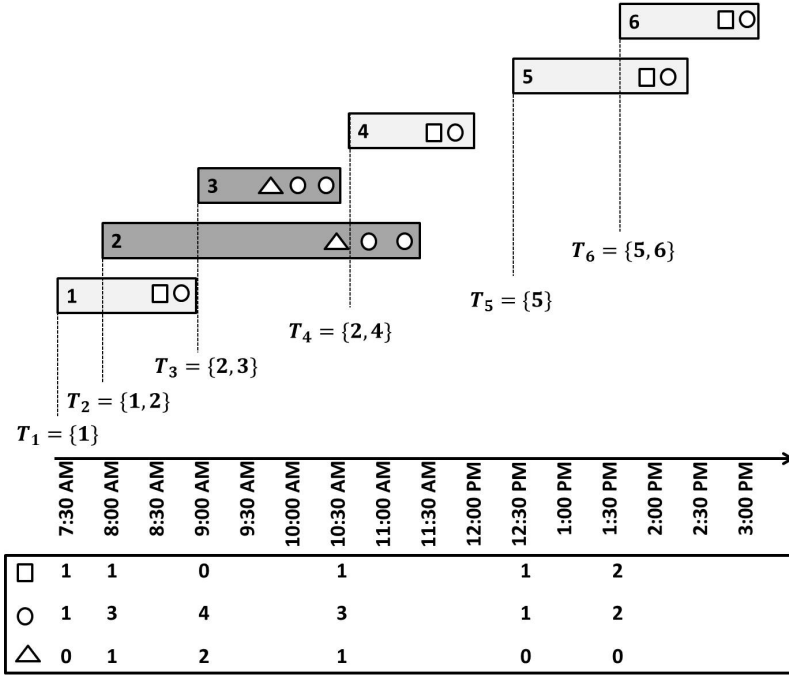 6
5
4
3
2
1
T₆ = {5, 6}
T₅ = {5}
T₄ = {2, 4}
T₃ = {2, 3}
T₂ = {1, 2}
T₁ = {1}
7:30 AM
8:00 AM
8:30 AM
9:00 AM
9:30 AM
10:00 AM
10:30 AM
11:00 AM
11:30 AM
12:00 PM
12:30 PM
1:00 PM
1:30 PM
2:00 PM
2:30 PM
3:00 PM
1 1 0 1 1 2
1 3 4 3 1 2
0 1 2 1 0 0